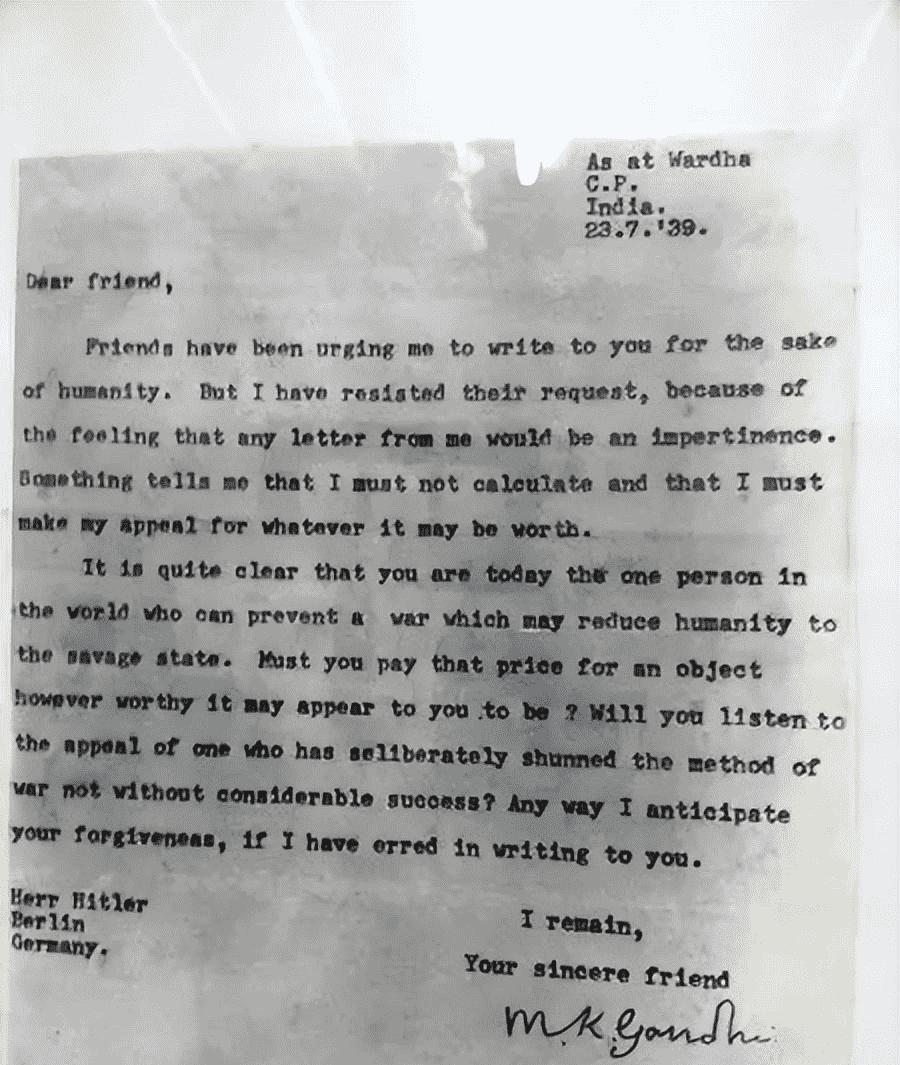 As at Wardha
C.P.
India.
23.7.'39.
Dear friend,
Friends have been urging me to write to you for the sake
of humanity. But I have resisted their request, because of
the feeling that any letter from me would be an impertinence.
Something tells me that I must not calculate and that I must
make my appeal for whatever it may be worth.
It is quite clear that you are today the one person in
the world who can prevent a war which may reduce humanity to
the savage state. Must you pay that price for an object
however worthy it may appear to you to be ? Will you listen to
the appeal of one who has seliberately shunned the method of
war not without considerable success? Any way I anticipate
your forgiveness, if I have erred in writing to you.
Herr Hitler
Berlin
Germany.
I remain,
Your sincere friend
M.K.Gandhi